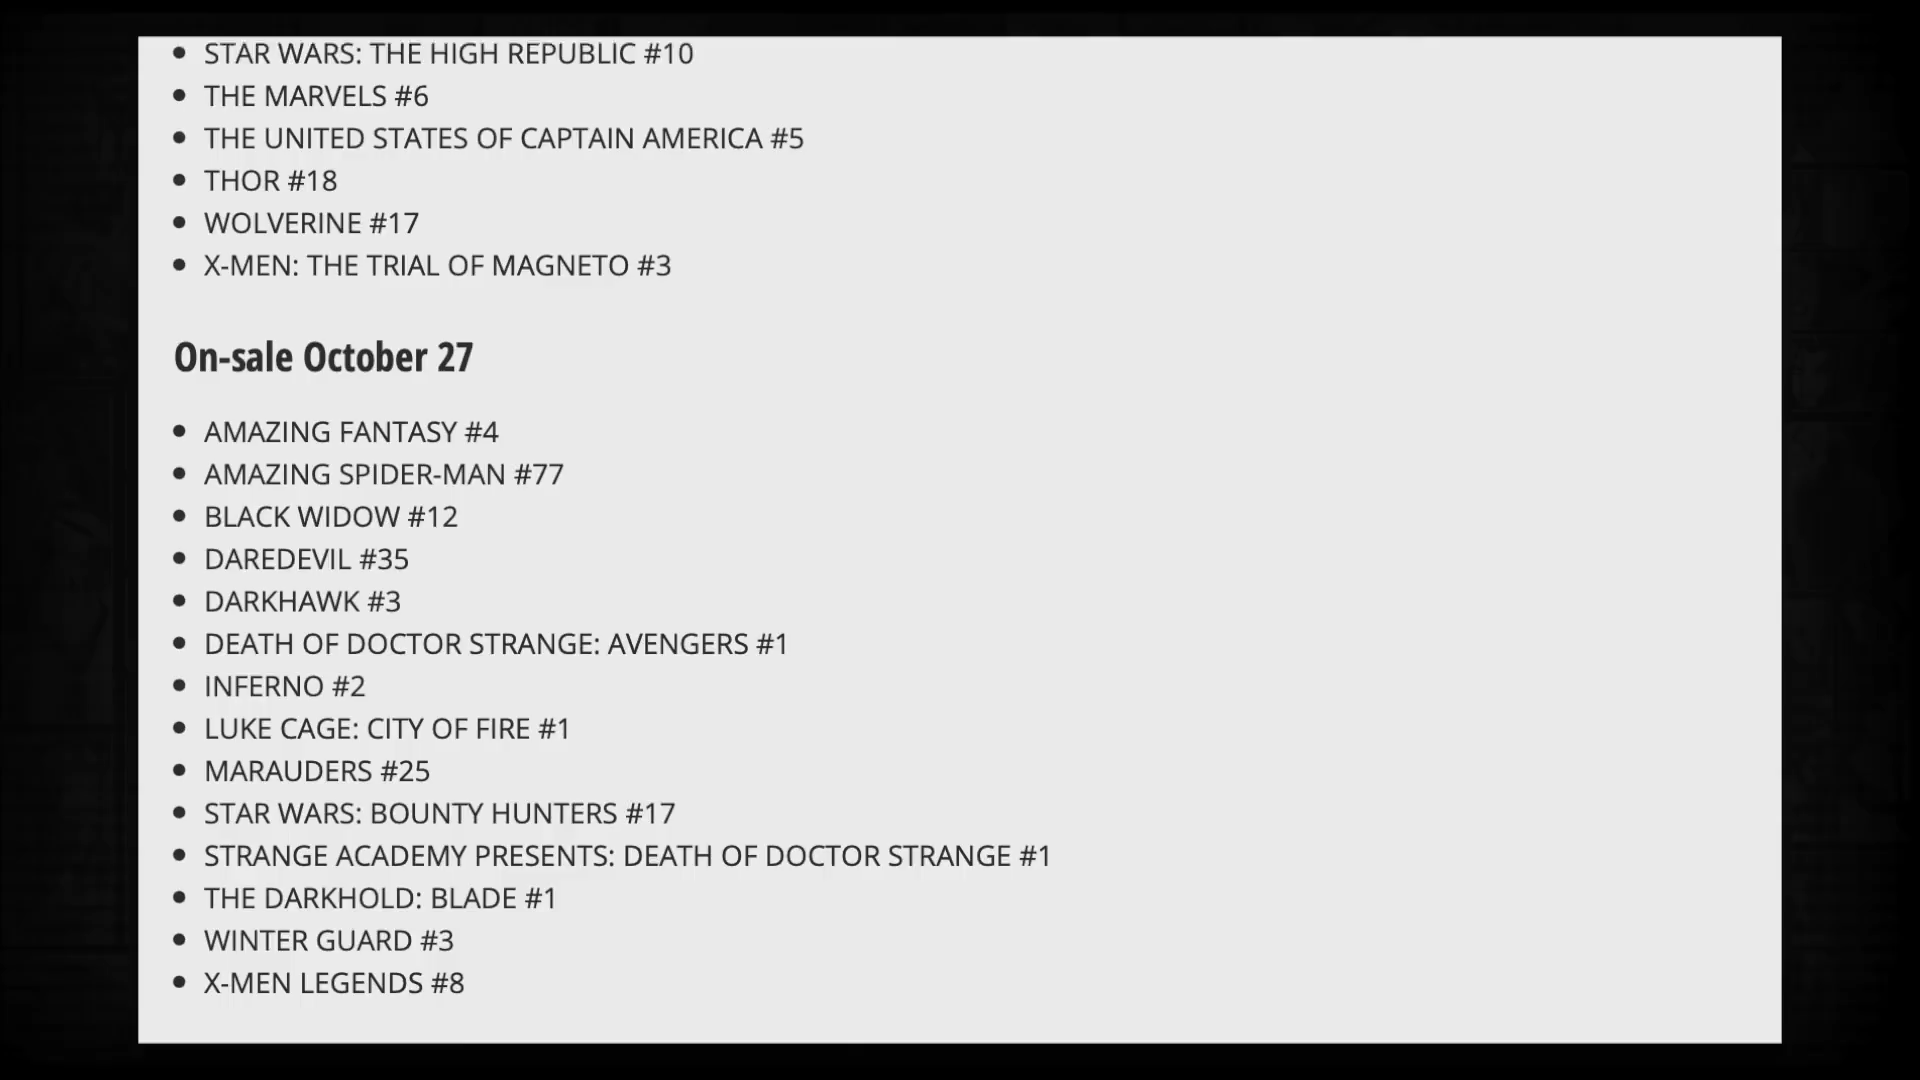 • STAR WARS: THE HIGH REPUBLIC #10
• THE MARVELS #6
• THE UNITED STATES OF CAPTAIN AMERICA #5
• THOR #18
• WOLVERINE #17
• X-MEN: THE TRIAL OF MAGNETO #3
On-sale October 27
• AMAZING FANTASY #4
• AMAZING SPIDER-MAN #77
• BLACK WIDOW #12
• DAREDEVIL #35
• DARKHAWK #3
• DEATH OF DOCTOR STRANGE: AVENGERS #1
• INFERNO #2
• LUKE CAGE: CITY OF FIRE #1
• MARAUDERS #25
• STAR WARS: BOUNTY HUNTERS #17
• STRANGE ACADEMY PRESENTS: DEATH OF DOCTOR STRANGE #1
• THE DARKHOLD: BLADE #1
• WINTER GUARD #3
• X-MEN LEGENDS #8